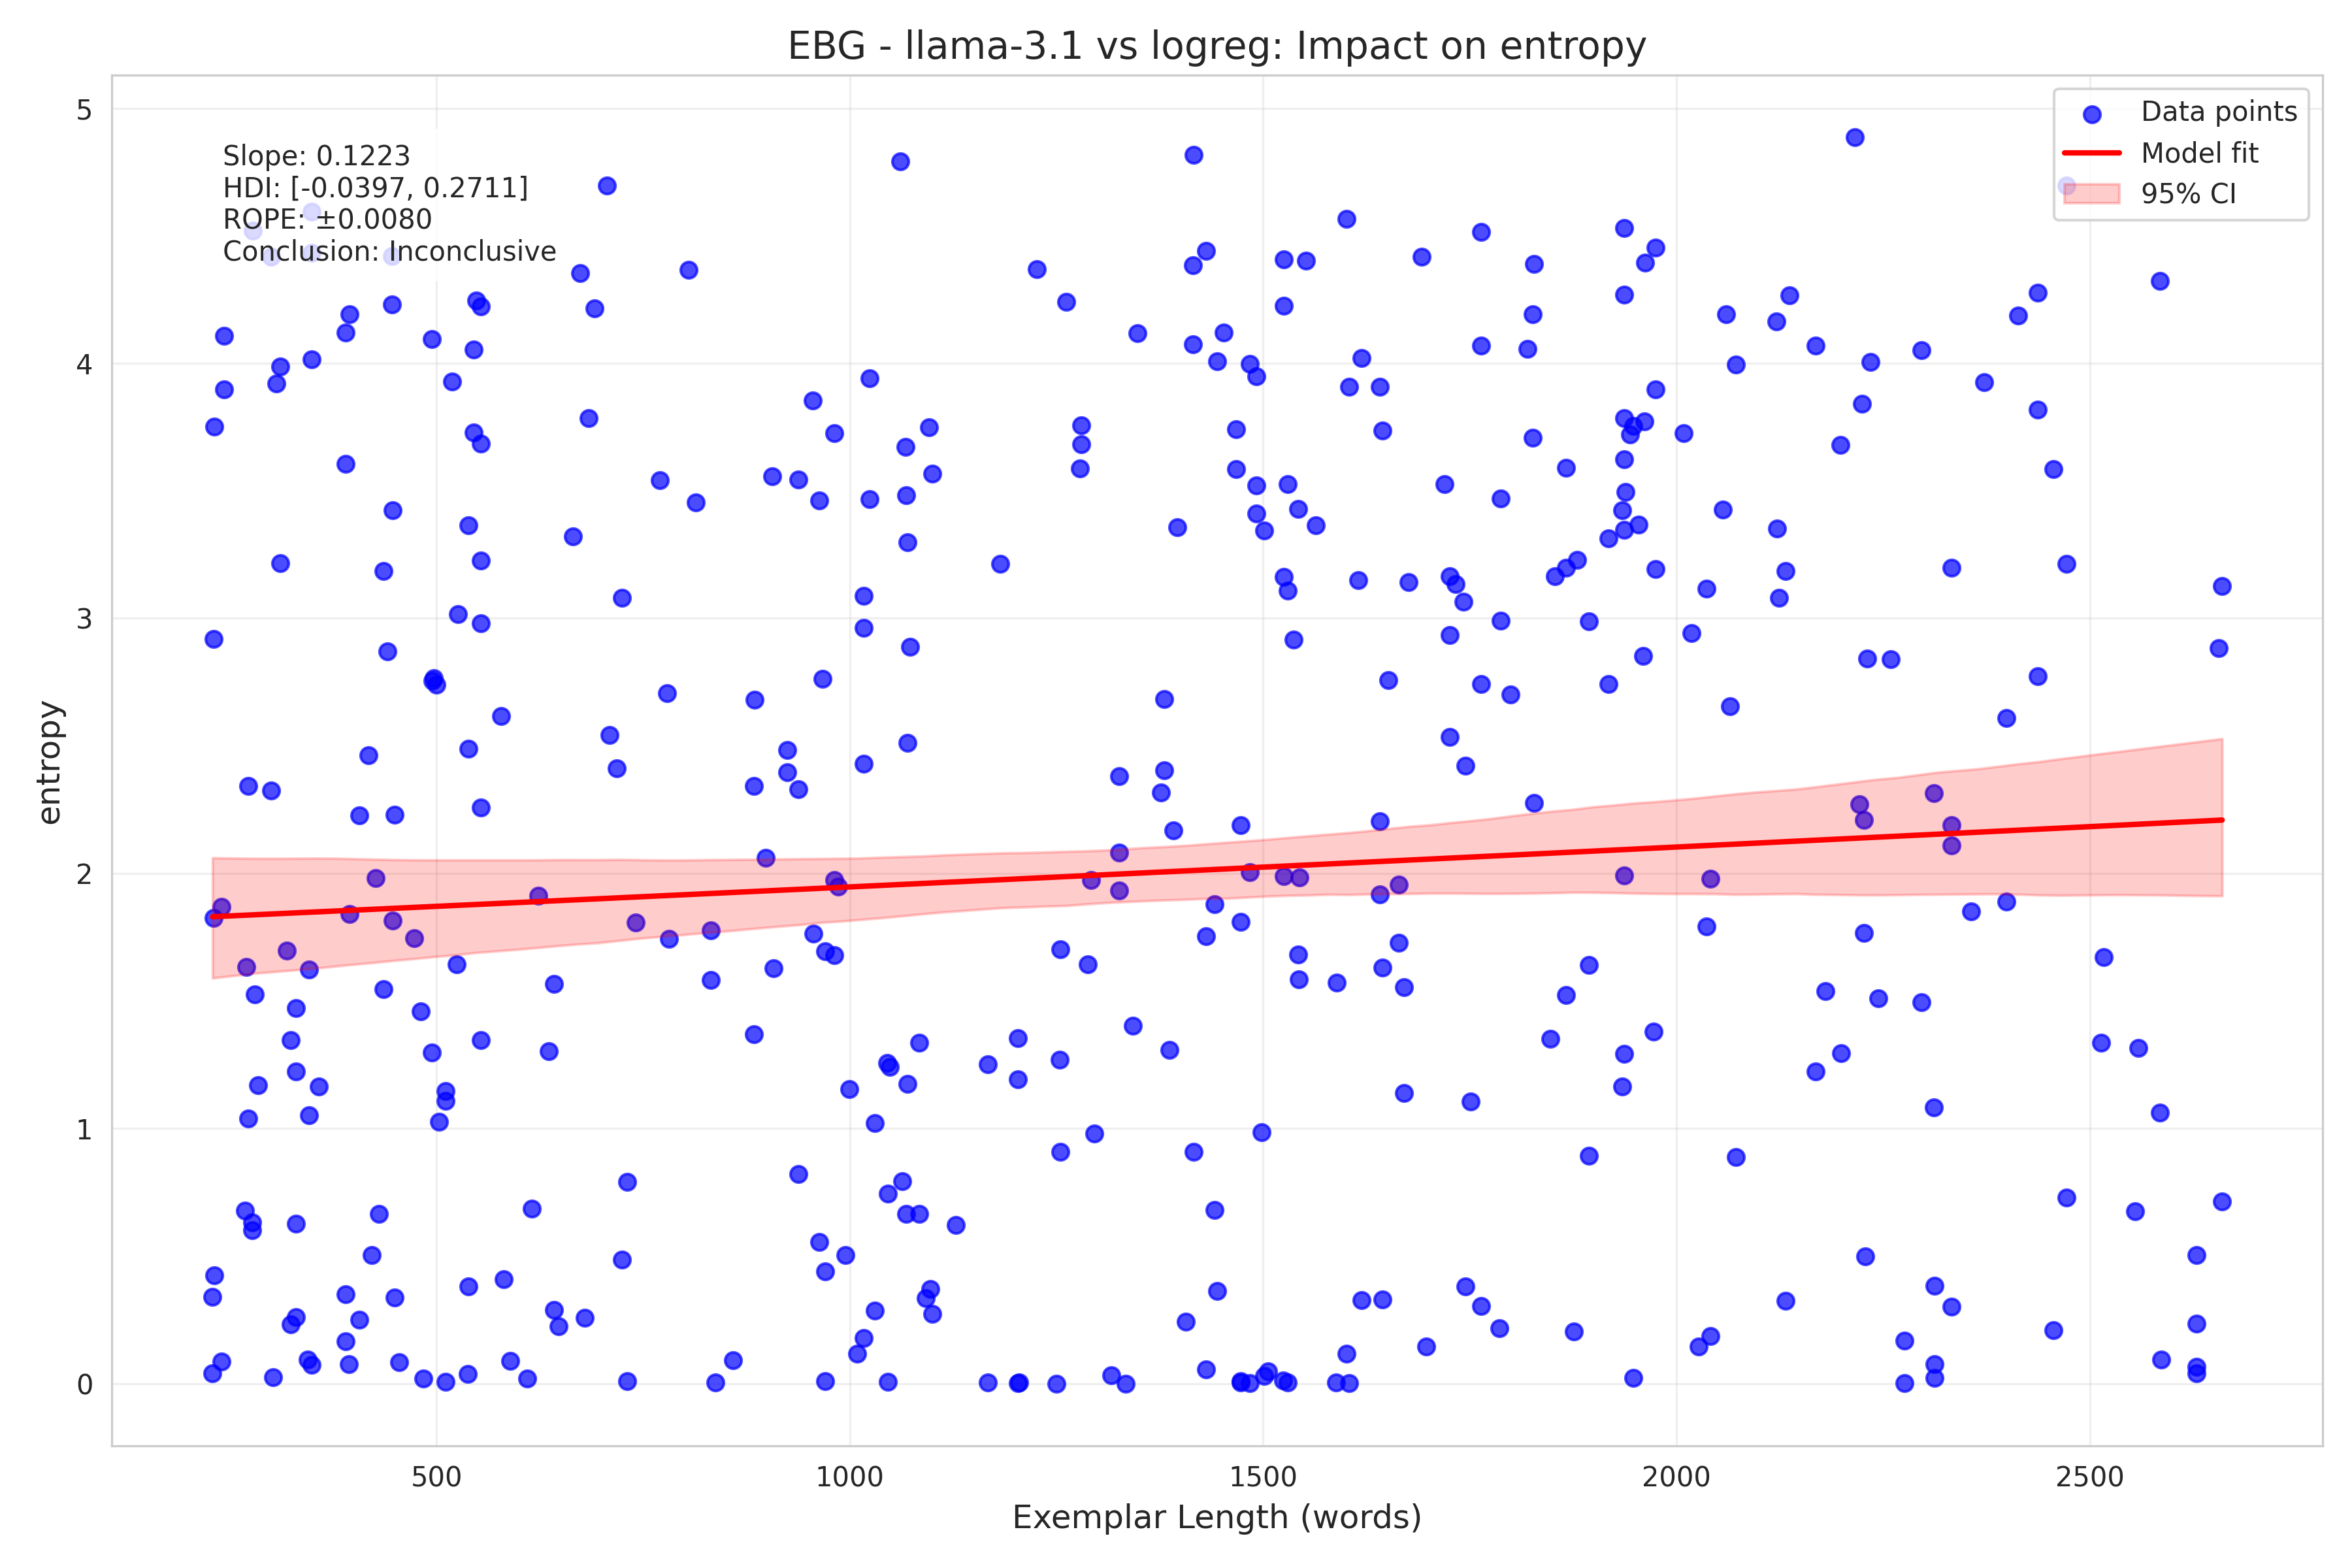 EBG - llama-3.1 vs logreg: Impact on entropy
5
4
3
2
1
0
entropy
Slope: 0.1223
HDI: [-0.0397, 0.2711]
ROPE: ±0.0080
Conclusion: Inconclusive
Data points
Model fit
95% CI
500
1000
1500
2000
2500
Exemplar Length (words)